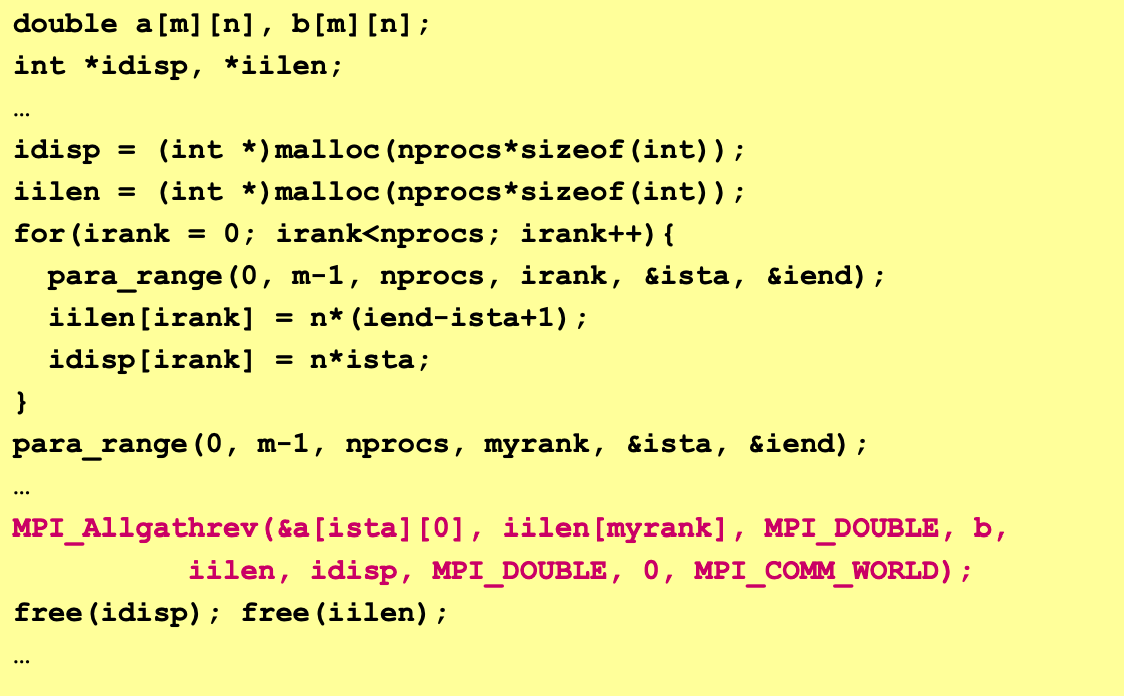 double a[m][n], b[m][n];
int *idisp, *iilen;
…
idisp = (int *)malloc(nprocs*sizeof(int));
iilen = (int *)malloc(nprocs*sizeof(int));
for(irank = 0; irank<nprocs; irank++){
  para_range(0, m-1, nprocs, irank, &ista, &iend);
  iilen[irank] = n*(iend-ista+1);
  idisp[irank] = n*ista;
}
para_range(0, m-1, nprocs, myrank, &ista, &iend);
…
MPI_Allgathrev(&a[ista][0], iilen[myrank], MPI_DOUBLE, b,
          iilen, idisp, MPI_DOUBLE, 0, MPI_COMM_WORLD);
free(idisp); free(iilen);
…